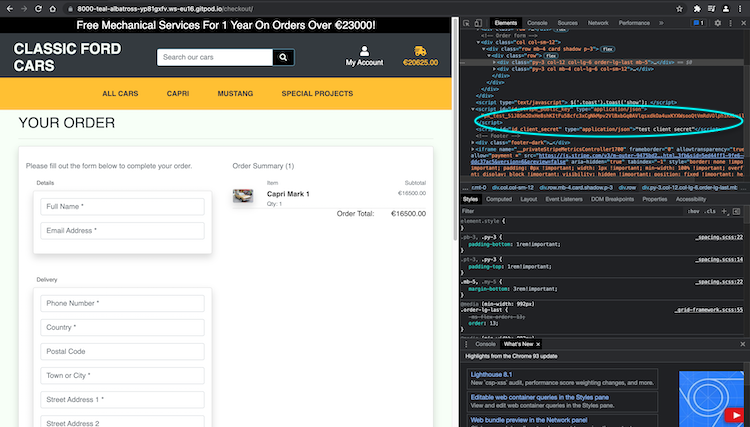 8000-teal-albatross-yp81gxfv.ws-eu16.gitpod.io/checkout/
Free Mechanical Services For 1 Year On Orders Over €23000!
CLASSIC FORD
CARS
Search our cars
My Account
€20625.00
ALL CARS
CAPRI
MUSTANG
SPECIAL PROJECTS
YOUR ORDER
Please fill out the form below to complete your order.
Details
Full Name *
Email Address *
Delivery
Phone Number *
Country *
Postal Code
Town or City *
Street Address 1 *
Street Address 2
Order Summary (1)
Item
Subtotal
Capri Mark 1
€16500.00
Qty: 1
Order Total:
€16500.00
Elements
Console
Sources
Network
Performance
»
1
<div class="col col-sm-12">
<div class="row mb-4 card shadow p-3"> flex
<div class="row"> flex
<div class="py-3 col-12 col-lg-6 order-lg-last mb-5">…</div> == $0
<div class="py-3 col mb-4 col-lg-6 col-sm-12">…</div>
</div>
</div>
</div>
</div>
<script type="text/javascript"> $('.toast').toast('show'); </script>
type="application/json">
</script>
<script id="id_client_secret" type="application/json">"test client secret"</script>
<!-- Footer -->
<div class="footer-dark">…</div>
div.col.col-sm-12
div.row.mb-4.card.shadow.p-3
div.row
div.py-3.col-12.col-lg-6.order-lg-last.mb-
Styles
Computed
Layout
Event Listeners
DOM Breakpoints
Properties
Accessibility
Filter
:hov .cls +
element.style {
}
.pb-3, .py-3 {
_spacing.scss:22
padding-bottom: 1rem!important;
}
.pt-3, .py-3 {
_spacing.scss:14
padding-top: 1rem!important;
}
.mb-5, .my-5 {
_spacing.scss:22
margin-bottom: 3rem!important;
}
@media (min-width: 992px)
.order-lg-last {
_grid-framework.scss:55
-ms-flex-order: 13;
order: 13;
}
Console
What's New
Highlights from the Chrome 93 update
Lighthouse 8.1
New 'csp-xss' audit, performance score weighting changes, and more.
Editable web container queries in the Styles pane
View and edit web container queries in the Styles pane.
Web bundle preview in the Network panel